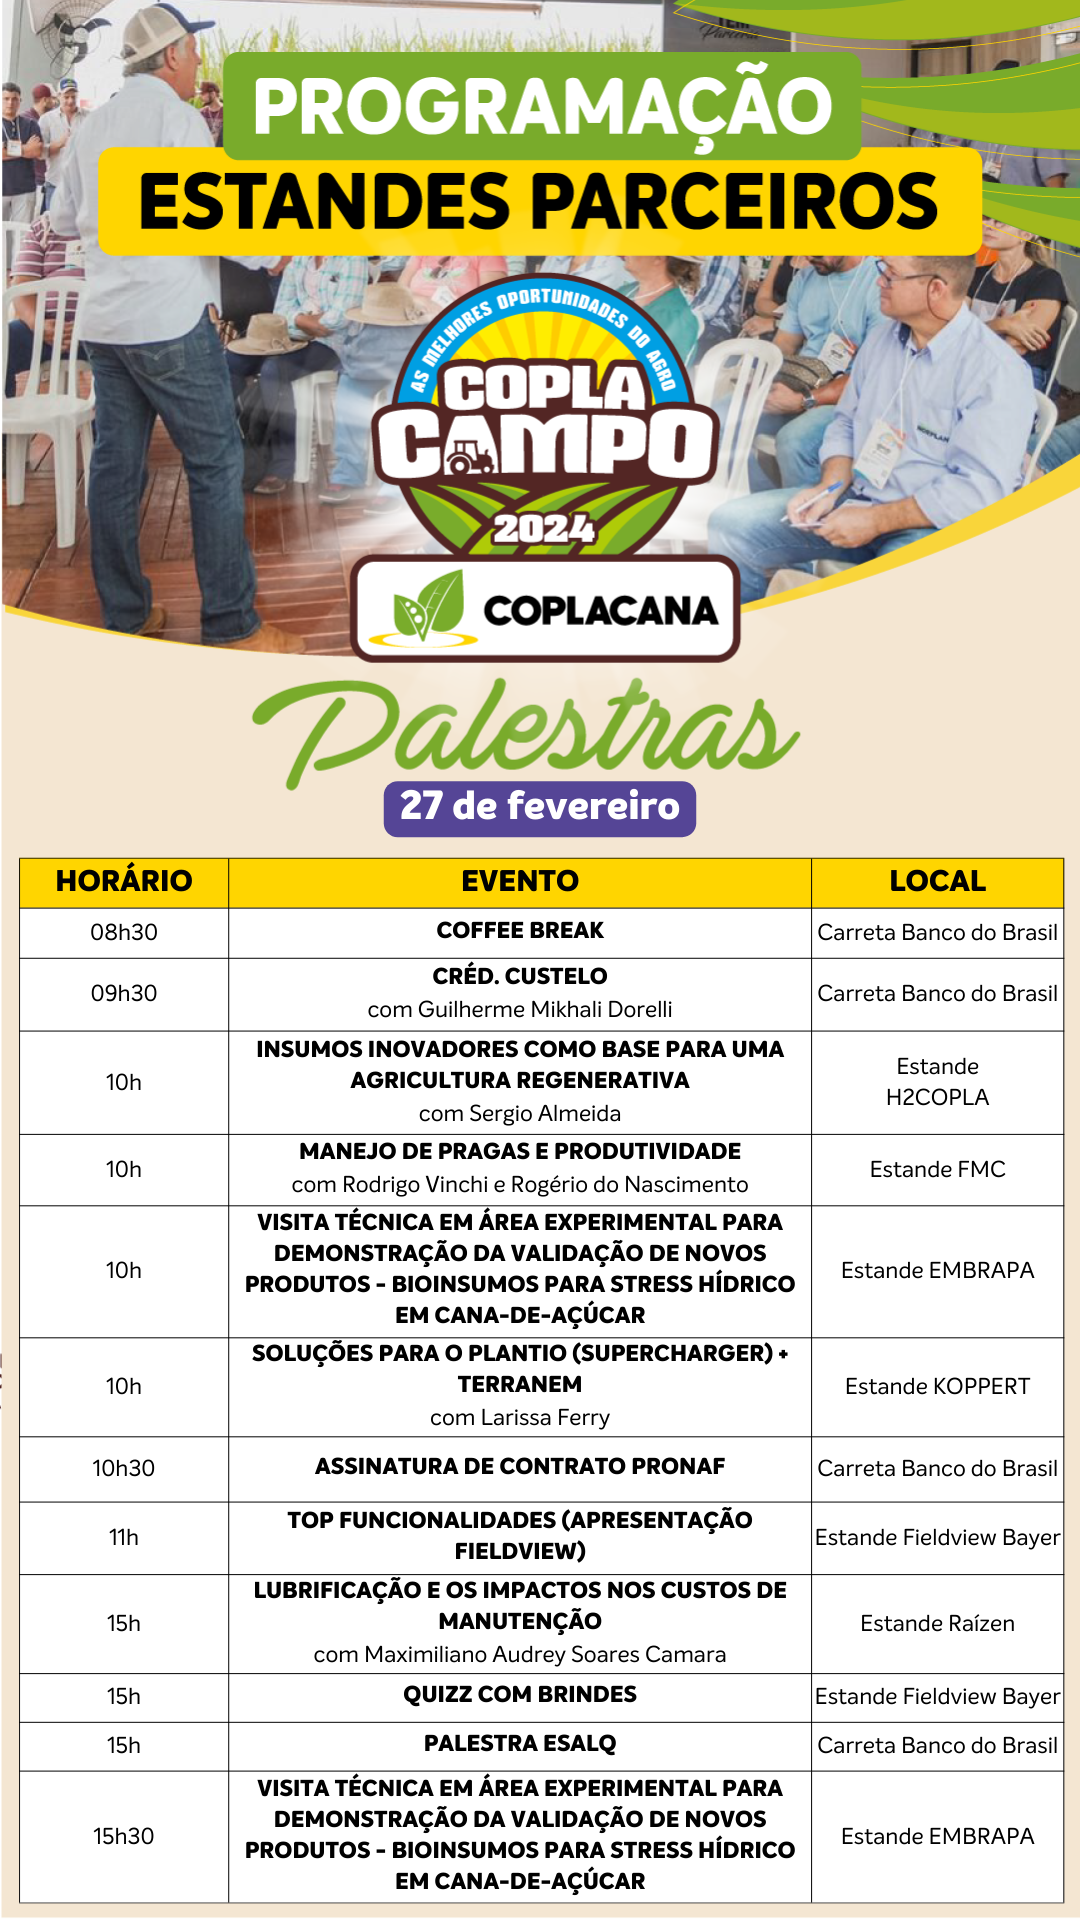 TEM
Parceria
PROGRAMAÇÃO
ESTANDES PARCEIROS
AS MELHORES OPORTUNIDADES DO AGRO
COPLA
CAMPO
2024
COPLACANA
Palestras
27 de fevereiro
HORÁRIO EVENTO LOCAL
08h30 COFFEE BREAK Carreta Banco do Brasil
09h30 CRÉD. CUSTELO Carreta Banco do Brasil
com Guilherme Mikhali Dorelli
10h INSUMOS INOVADORES COMO BASE PARA UMA Estande
AGRICULTURA REGENERATIVA H2COPLA
com Sergio Almeida
10h MANEJO DE PRAGAS E PRODUTIVIDADE Estande FMC
com Rodrigo Vinchi e Rogério do Nascimento
10h VISITA TÉCNICA EM ÁREA EXPERIMENTAL PARA Estande EMBRAPA
DEMONSTRAÇÃO DA VALIDAÇÃO DE NOVOS
PRODUTOS - BIOINSUMOS PARA STRESS HÍDRICO
EM CANA-DE-AÇÚCAR
10h SOLUÇÕES PARA O PLANTIO (SUPERCHARGER) + Estande KOPPERT
TERRANEM
com Larissa Ferry
10h30 ASSINATURA DE CONTRATO PRONAF Carreta Banco do Brasil
11h TOP FUNCIONALIDADES (APRESENTAÇÃO Estande Fieldview Bayer
FIELDVIEW)
15h LUBRIFICAÇÃO E OS IMPACTOS NOS CUSTOS DE Estande Raízen
MANUTENÇÃO
com Maximiliano Audrey Soares Camara
15h QUIZZ COM BRINDES Estande Fieldview Bayer
15h PALESTRA ESALQ Carreta Banco do Brasil
15h30 VISITA TÉCNICA EM ÁREA EXPERIMENTAL PARA Estande EMBRAPA
DEMONSTRAÇÃO DA VALIDAÇÃO DE NOVOS
PRODUTOS - BIOINSUMOS PARA STRESS HÍDRICO
EM CANA-DE-AÇÚCAR